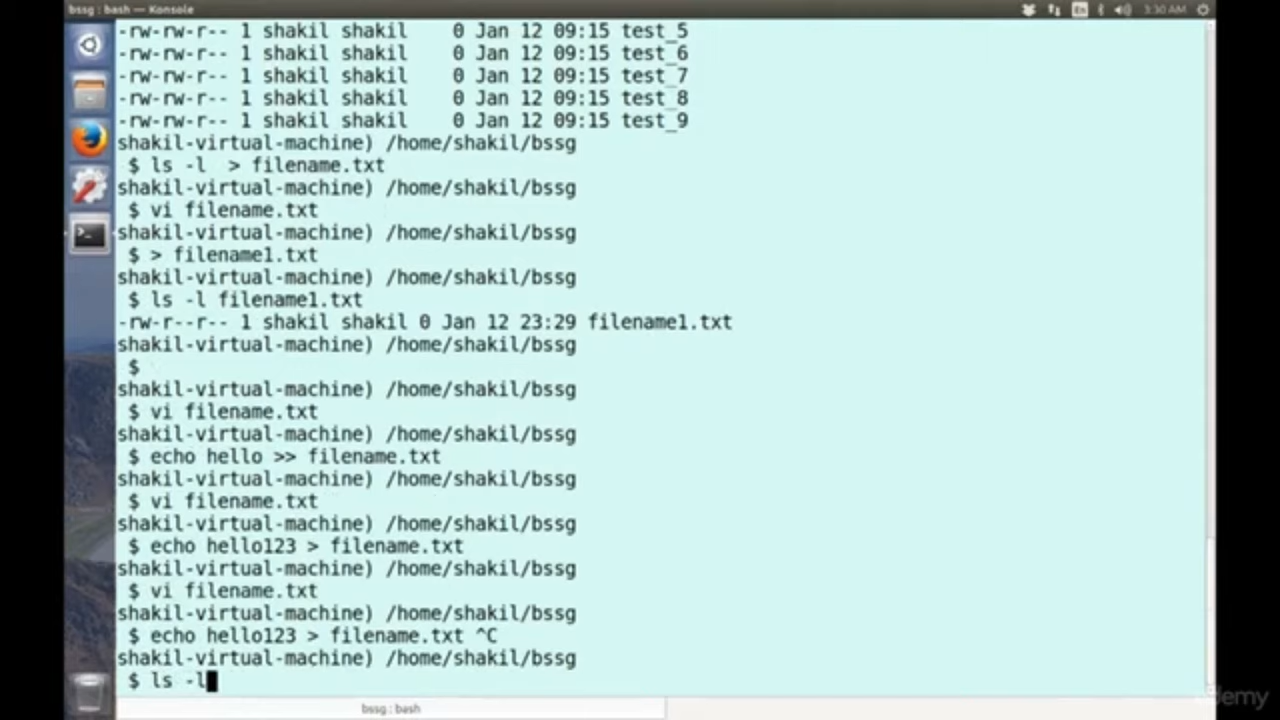 bssg : bash — Konsole
En
3:30 AM
-rw-rw-r-- 1 shakil shakil    0 Jan 12 09:15 test_5
-rw-rw-r-- 1 shakil shakil    0 Jan 12 09:15 test_6
-rw-rw-r-- 1 shakil shakil    0 Jan 12 09:15 test_7
-rw-rw-r-- 1 shakil shakil    0 Jan 12 09:15 test_8
-rw-rw-r-- 1 shakil shakil    0 Jan 12 09:15 test_9
shakil-virtual-machine) /home/shakil/bssg
$ ls -l  > filename.txt
shakil-virtual-machine) /home/shakil/bssg
$ vi filename.txt
shakil-virtual-machine) /home/shakil/bssg
$ > filename1.txt
shakil-virtual-machine) /home/shakil/bssg
$ ls -l filename1.txt
-rw-r--r-- 1 shakil shakil 0 Jan 12 23:29 filename1.txt
shakil-virtual-machine) /home/shakil/bssg
$
shakil-virtual-machine) /home/shakil/bssg
$ vi filename.txt
shakil-virtual-machine) /home/shakil/bssg
$ echo hello >> filename.txt
shakil-virtual-machine) /home/shakil/bssg
$ vi filename.txt
shakil-virtual-machine) /home/shakil/bssg
$ echo hello123 > filename.txt
shakil-virtual-machine) /home/shakil/bssg
$ vi filename.txt
shakil-virtual-machine) /home/shakil/bssg
$ echo hello123 > filename.txt ^C
shakil-virtual-machine) /home/shakil/bssg
$ ls -l
bssg : bash
udemy